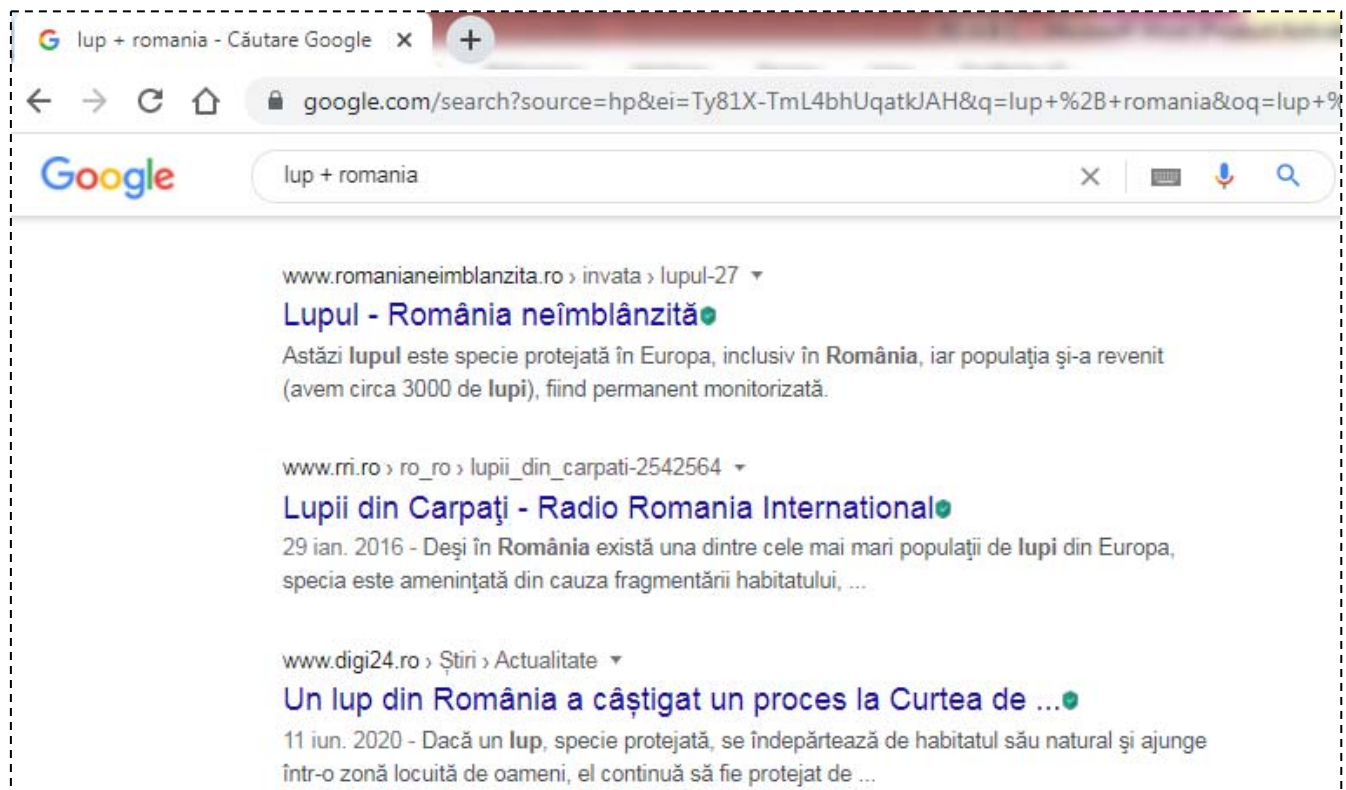 lup + romania - Căutare Google
google.com/search?source=hp&ei=Ty81X-TmL4bhUqatkJAH&q=lup+%2B+romania&oq=lup+%
Google
lup + romania
www.romanianeimblanzita.ro › invata › lupul-27
Lupul - România neîmblânzită
Astăzi lupul este specie protejată în Europa, inclusiv în România, iar populaţia şi-a revenit
(avem circa 3000 de lupi), fiind permanent monitorizată.
www.rri.ro › ro_ro › lupii_din_carpati-2542564
Lupii din Carpaţi - Radio Romania International
29 ian. 2016 - Deşi în România există una dintre cele mai mari populaţii de lupi din Europa,
specia este ameninţată din cauza fragmentării habitatului, ...
www.digi24.ro › Știri › Actualitate
Un lup din România a câștigat un proces la Curtea de ...
11 iun. 2020 - Dacă un lup, specie protejată, se îndepărtează de habitatul său natural şi ajunge
într-o zonă locuită de oameni, el continuă să fie protejat de ...